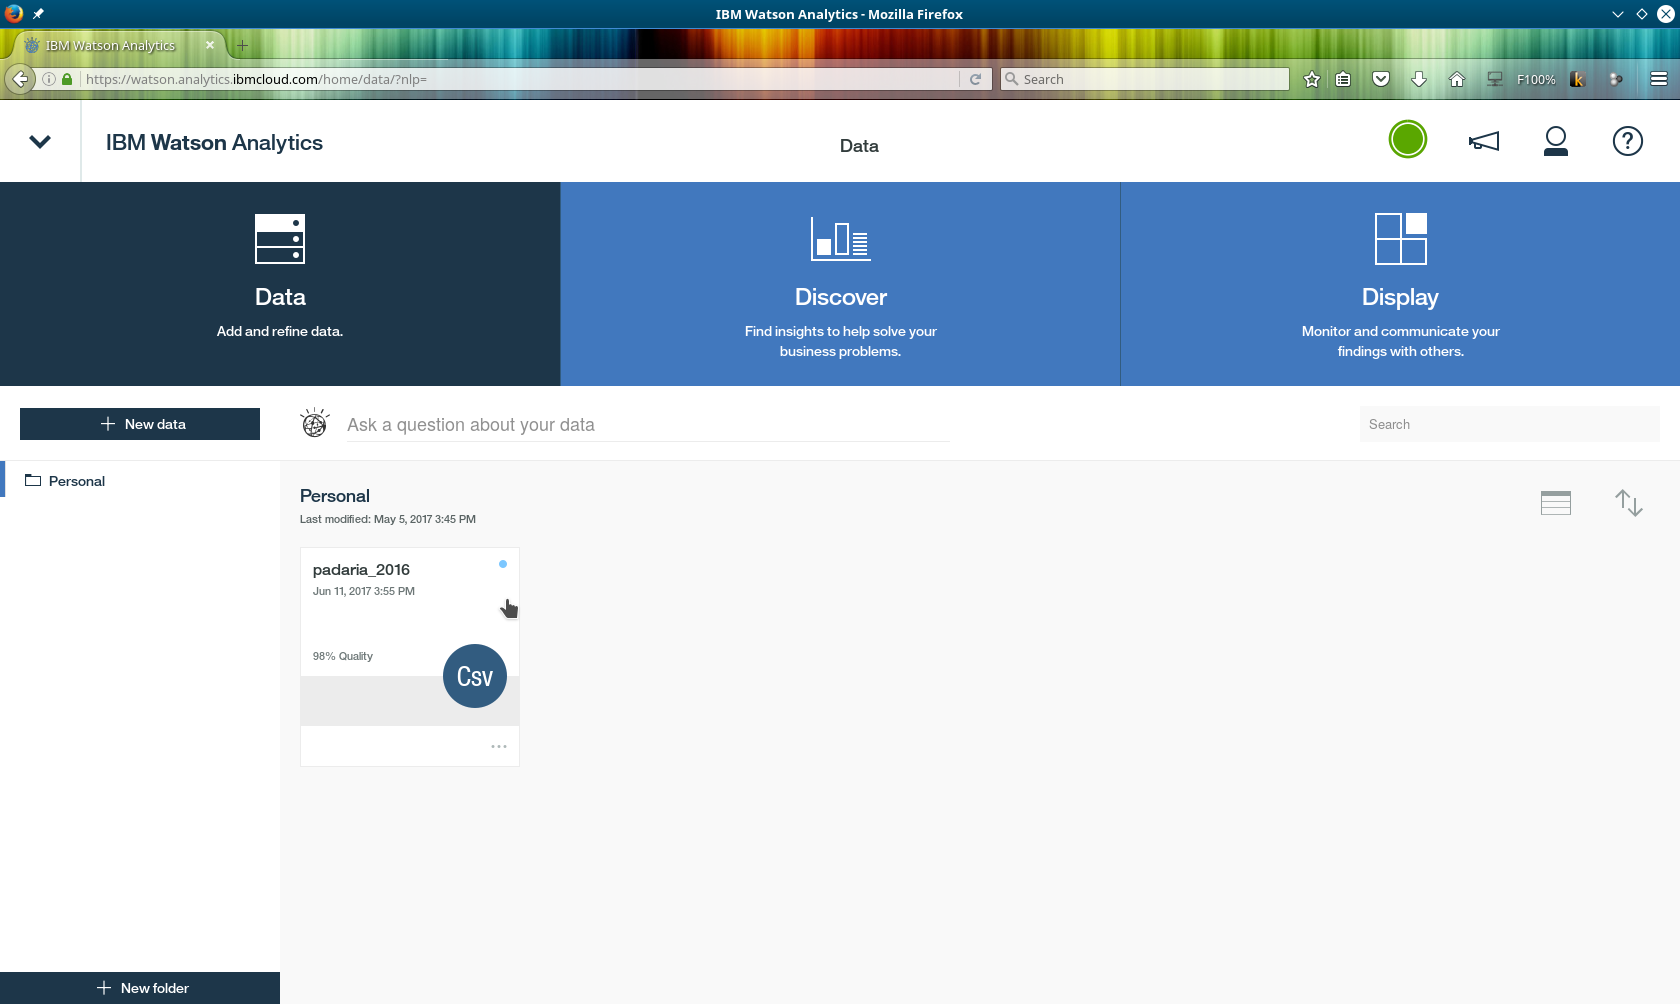 IBM Watson Analytics - Mozilla Firefox
IBM Watson Analytics
https://watson.analytics.ibmcloud.com/home/data/?nlp=
Search
F100%
k
IBM Watson Analytics
Data
?
Data
Add and refine data.
Discover
Find insights to help solve your
business problems.
Display
Monitor and communicate your
findings with others.
New data
Ask a question about your data
Search
Personal
Personal
Last modified: May 5, 2017 3:45 PM
padaria_2016
Jun 11, 2017 3:55 PM
98% Quality
Csv
New folder